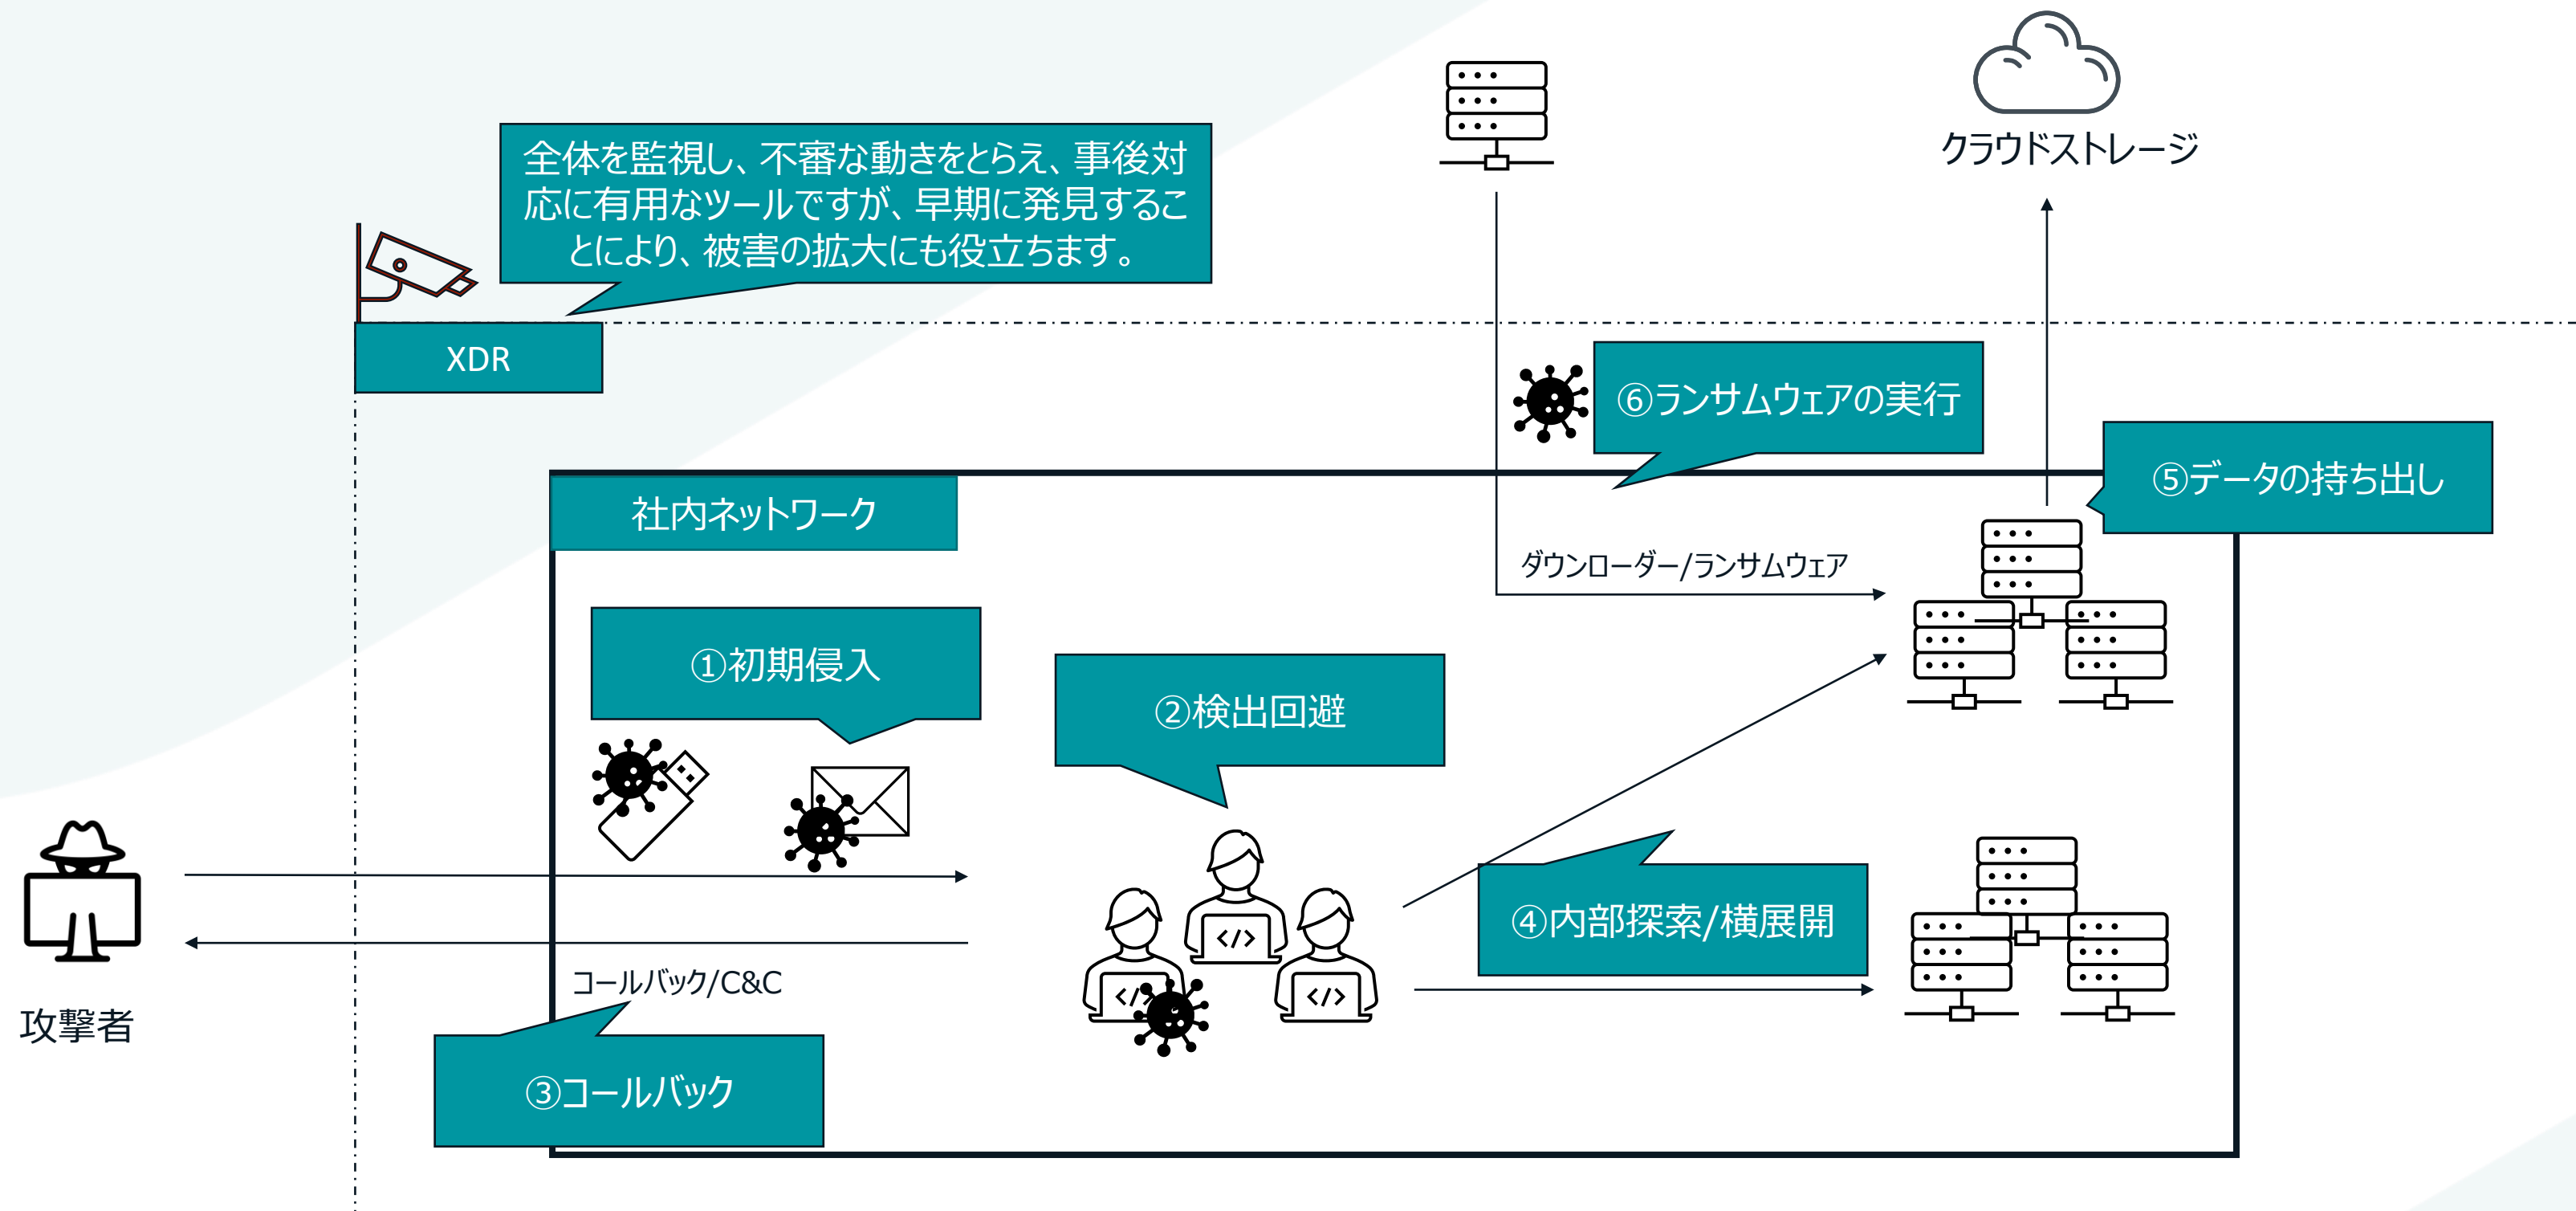 クラウドストレージ
全体を監視し、不審な動きをとらえ、事後対
応に有用なツールですが、早期に発見するこ
とにより、被害の拡大にも役立ちます。
XDR
⑥ランサムウェアの実行
⑤データの持ち出し
社内ネットワーク
ダウンローダー/ランサムウェア
①初期侵入
②検出回避
④内部探索/横展開
コールバック/C&C
攻撃者
③コールバック